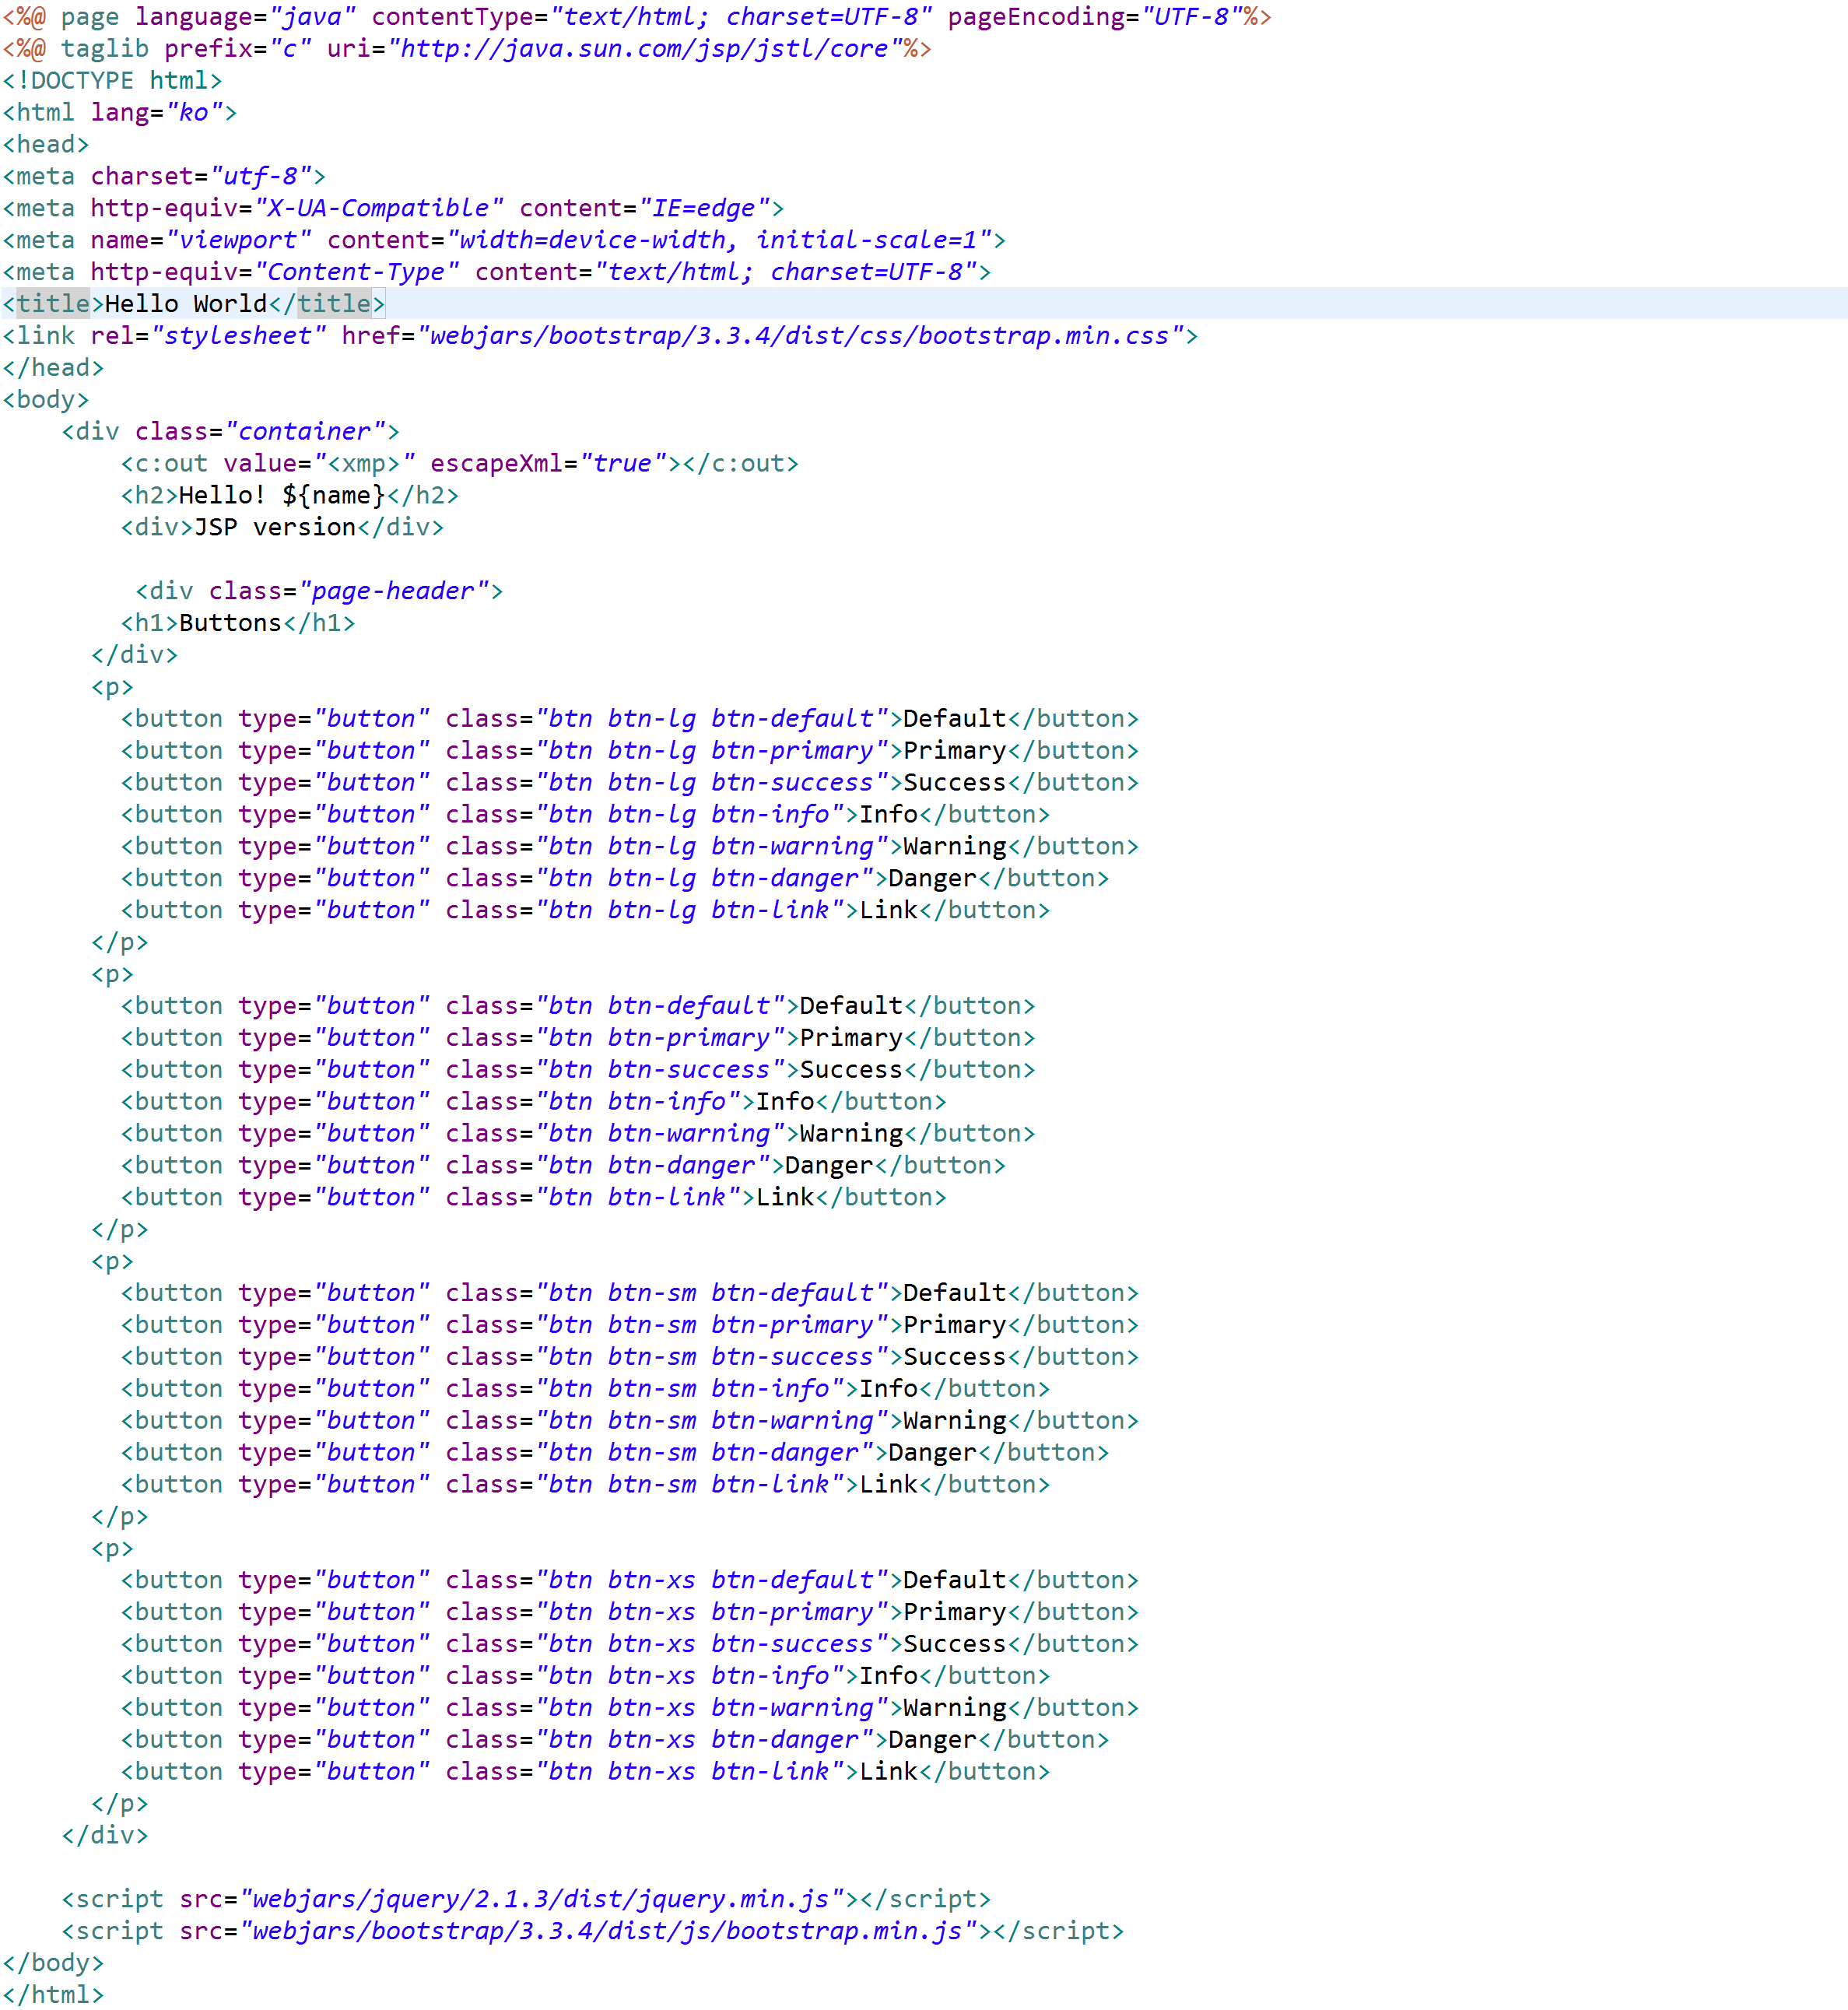 <%@ page language="java" contentType="text/html; charset=UTF-8" pageEncoding="UTF-8"%>
<%@ taglib prefix="c" uri="http://java.sun.com/jsp/jstl/core"%>
<!DOCTYPE html>
<html lang="ko">
<head>
<meta charset="utf-8">
<meta http-equiv="X-UA-Compatible" content="IE=edge">
<meta name="viewport" content="width=device-width, initial-scale=1">
<meta http-equiv="Content-Type" content="text/html; charset=UTF-8">
<title>Hello World</title>
<link rel="stylesheet" href="webjars/bootstrap/3.3.4/dist/css/bootstrap.min.css">
</head>
<body>
    <div class="container">
        <c:out value="<xmp>" escapeXml="true"></c:out>
        <h2>Hello! ${name}</h2>
        <div>JSP version</div>

         <div class="page-header">
        <h1>Buttons</h1>
      </div>
      <p>
        <button type="button" class="btn btn-lg btn-default">Default</button>
        <button type="button" class="btn btn-lg btn-primary">Primary</button>
        <button type="button" class="btn btn-lg btn-success">Success</button>
        <button type="button" class="btn btn-lg btn-info">Info</button>
        <button type="button" class="btn btn-lg btn-warning">Warning</button>
        <button type="button" class="btn btn-lg btn-danger">Danger</button>
        <button type="button" class="btn btn-lg btn-link">Link</button>
      </p>
      <p>
        <button type="button" class="btn btn-default">Default</button>
        <button type="button" class="btn btn-primary">Primary</button>
        <button type="button" class="btn btn-success">Success</button>
        <button type="button" class="btn btn-info">Info</button>
        <button type="button" class="btn btn-warning">Warning</button>
        <button type="button" class="btn btn-danger">Danger</button>
        <button type="button" class="btn btn-link">Link</button>
      </p>
      <p>
        <button type="button" class="btn btn-sm btn-default">Default</button>
        <button type="button" class="btn btn-sm btn-primary">Primary</button>
        <button type="button" class="btn btn-sm btn-success">Success</button>
        <button type="button" class="btn btn-sm btn-info">Info</button>
        <button type="button" class="btn btn-sm btn-warning">Warning</button>
        <button type="button" class="btn btn-sm btn-danger">Danger</button>
        <button type="button" class="btn btn-sm btn-link">Link</button>
      </p>
      <p>
        <button type="button" class="btn btn-xs btn-default">Default</button>
        <button type="button" class="btn btn-xs btn-primary">Primary</button>
        <button type="button" class="btn btn-xs btn-success">Success</button>
        <button type="button" class="btn btn-xs btn-info">Info</button>
        <button type="button" class="btn btn-xs btn-warning">Warning</button>
        <button type="button" class="btn btn-xs btn-danger">Danger</button>
        <button type="button" class="btn btn-xs btn-link">Link</button>
      </p>
    </div>

    <script src="webjars/jquery/2.1.3/dist/jquery.min.js"></script>
    <script src="webjars/bootstrap/3.3.4/dist/js/bootstrap.min.js"></script>
</body>
</html>